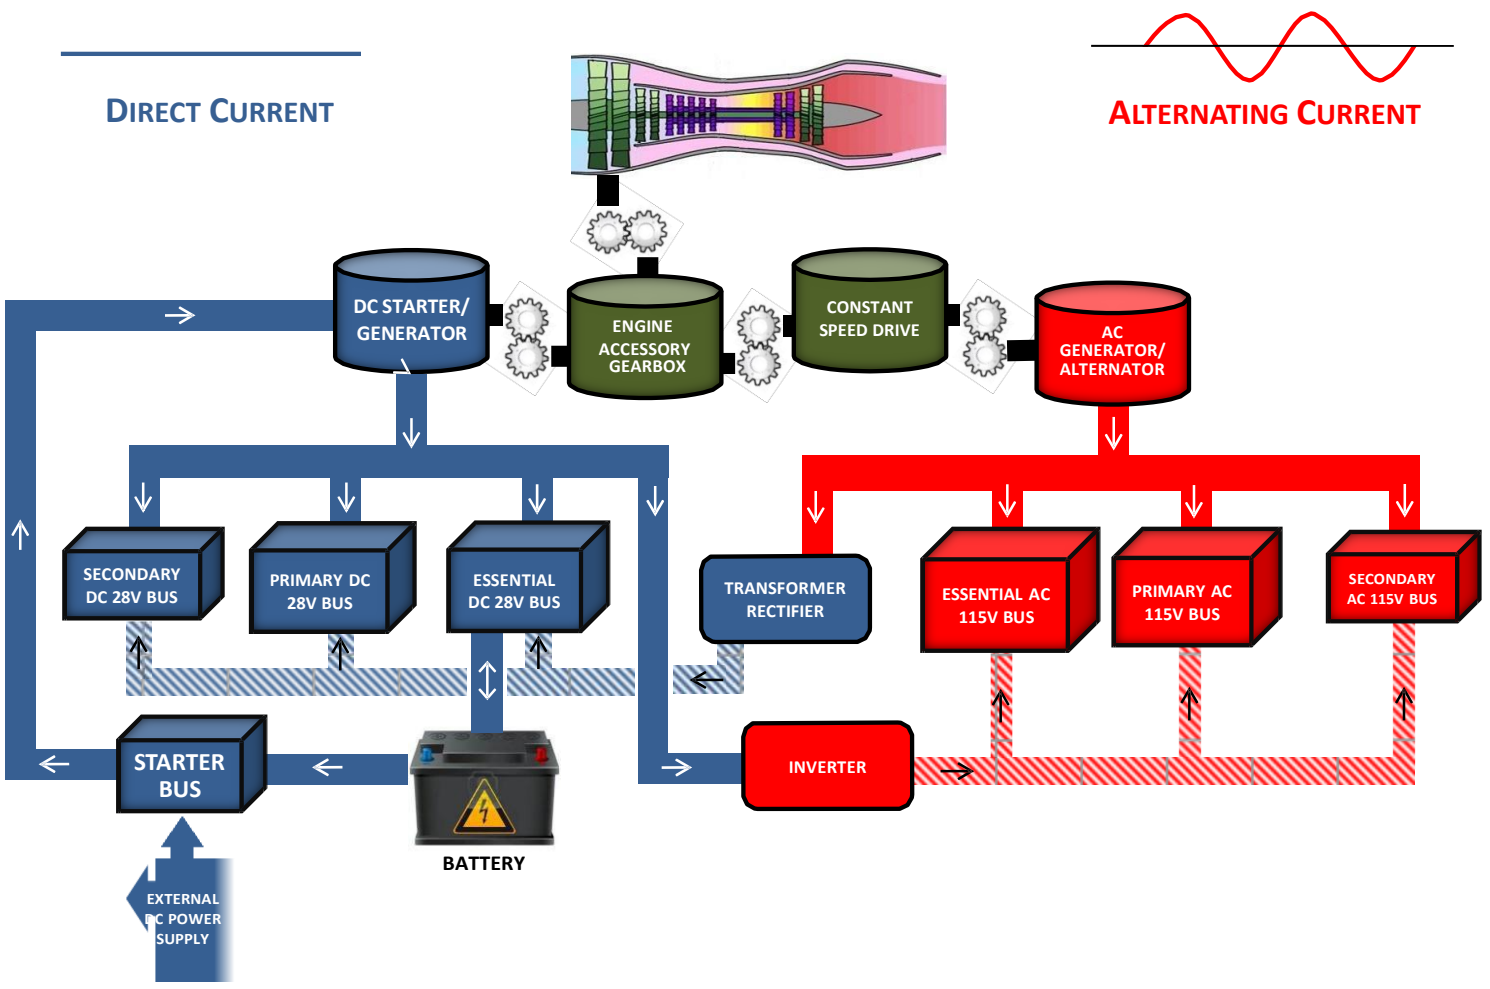 DIRECT CURRENT
ALTERNATING CURRENT
DC STARTER/
GENERATOR
ENGINE
ACCESSORY
GEARBOX
CONSTANT
SPEED DRIVE
AC
GENERATOR/
ALTERNATOR
SECONDARY
DC 28V BUS
PRIMARY DC
28V BUS
ESSENTIAL
DC 28V BUS
TRANSFORMER
RECTIFIER
ESSENTIAL AC
115V BUS
PRIMARY AC
115V BUS
SECONDARY
AC 115V BUS
STARTER
BUS
BATTERY
INVERTER
EXTERNAL
DC POWER
SUPPLY